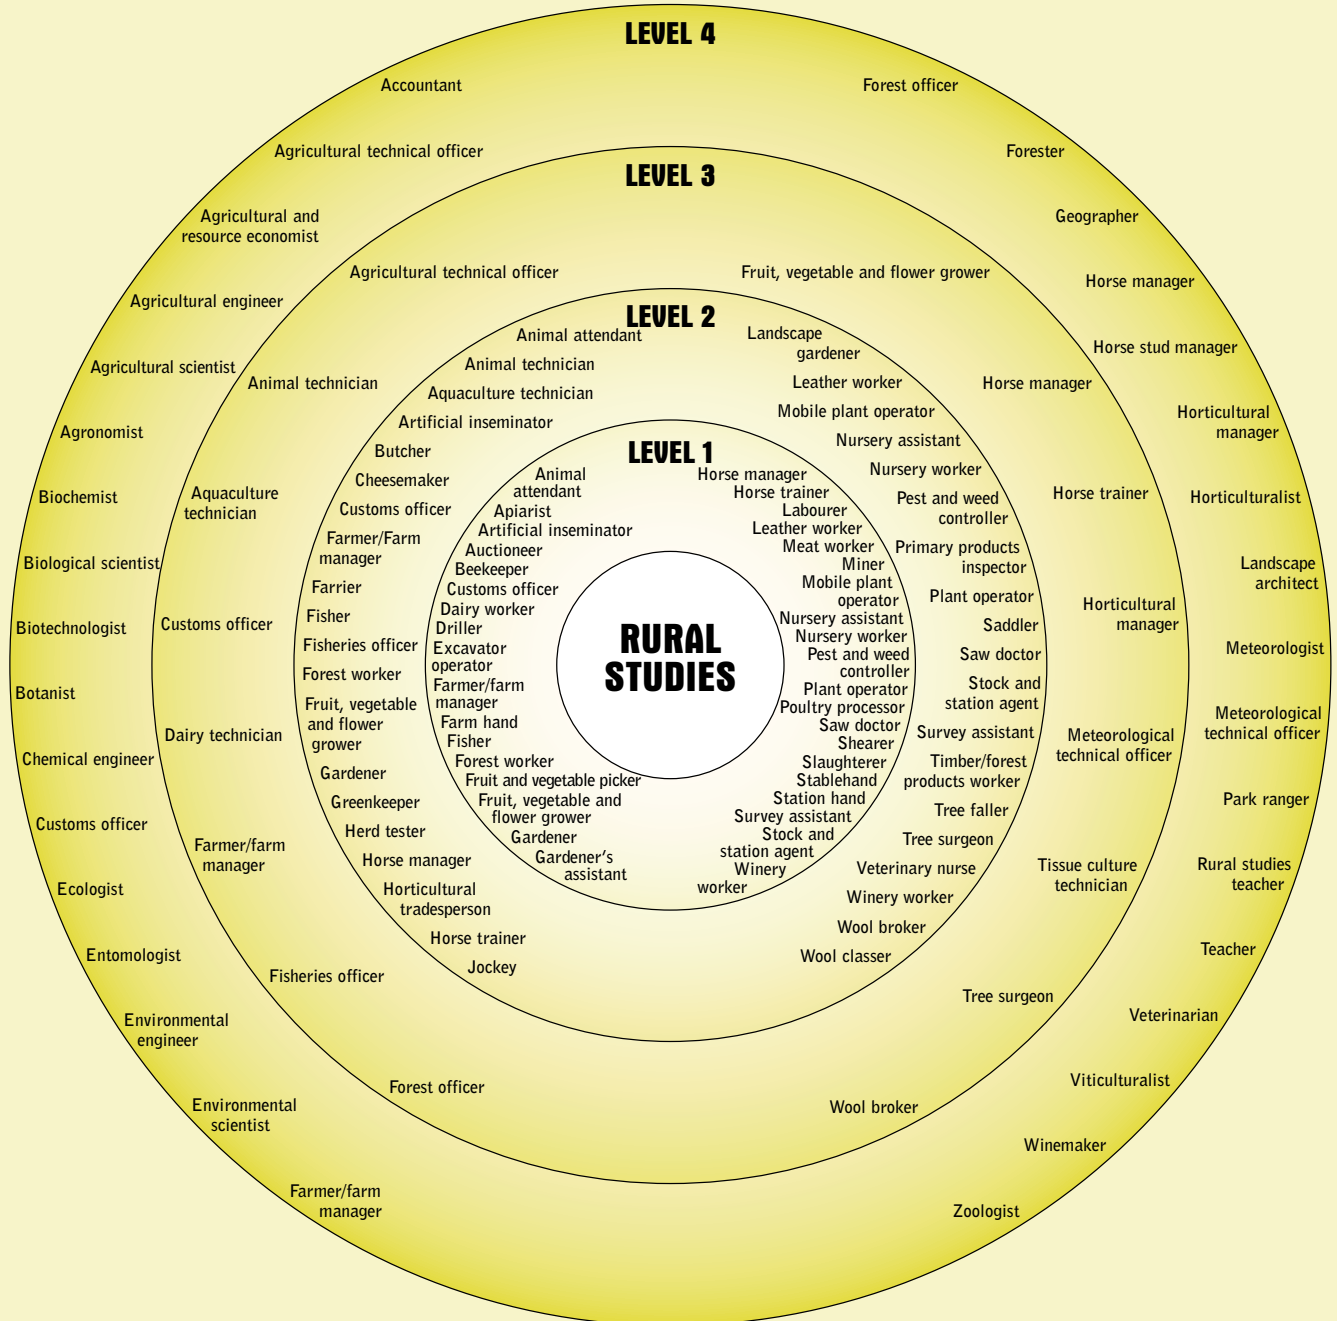 LEVEL 4
Accountant
Agricultural technical officer
Agricultural and
resource economist
Agricultural engineer
Agricultural scientist
Agronomist
Biochemist
Biological scientist
Biotechnologist
Botanist
Chemical engineer
Customs officer
Ecologist
Entomologist
Environmental
engineer
Environmental
scientist
Farmer/farm
manager
Forest officer
Forester
Geographer
Horse manager
Horse stud manager
Horticultural
manager
Horticulturalist
Landscape
architect
Meteorologist
Meteorological
technical officer
Park ranger
Rural studies
teacher
Teacher
Veterinarian
Viticulturalist
Winemaker
Zoologist
LEVEL 3
Agricultural technical officer
Animal technician
Aquaculture
technician
Customs officer
Dairy technician
Farmer/farm
manager
Fisheries officer
Forest officer
Fruit, vegetable and flower grower
Horse manager
Horse trainer
Horticultural
manager
Meteorological
technical officer
Tissue culture
technician
Tree surgeon
Wool broker
LEVEL 2
Animal attendant
Animal technician
Aquaculture technician
Artificial inseminator
Butcher
Cheesemaker
Customs officer
Farmer/Farm
manager
Farrier
Fisher
Fisheries officer
Forest worker
Fruit, vegetable
and flower
grower
Gardener
Greenkeeper
Herd tester
Horse manager
Horticultural
tradesperson
Horse trainer
Jockey
Landscape
gardener
Leather worker
Mobile plant operator
Nursery assistant
Nursery worker
Pest and weed
controller
Primary products
inspector
Plant operator
Saddler
Saw doctor
Stock and
station agent
Survey assistant
Timber/forest
products worker
Tree faller
Tree surgeon
Veterinary nurse
Winery worker
Wool broker
Wool classer
LEVEL 1
Animal
attendant
Apiarist
Artificial inseminator
Auctioneer
Beekeeper
Customs officer
Dairy worker
Driller
Excavator
operator
Farmer/farm
manager
Farm hand
Fisher
Forest worker
Fruit and vegetable picker
Fruit, vegetable and
flower grower
Gardener
Gardener's
assistant
Horse manager
Horse trainer
Labourer
Leather worker
Meat worker
Miner
Mobile plant
operator
Nursery assistant
Nursery worker
Pest and weed
controller
Plant operator
Poultry processor
Saw doctor
Shearer
Slaughterer
Stablehand
Station hand
Survey assistant
Stock and
station agent
Winery
worker
RURAL
STUDIES